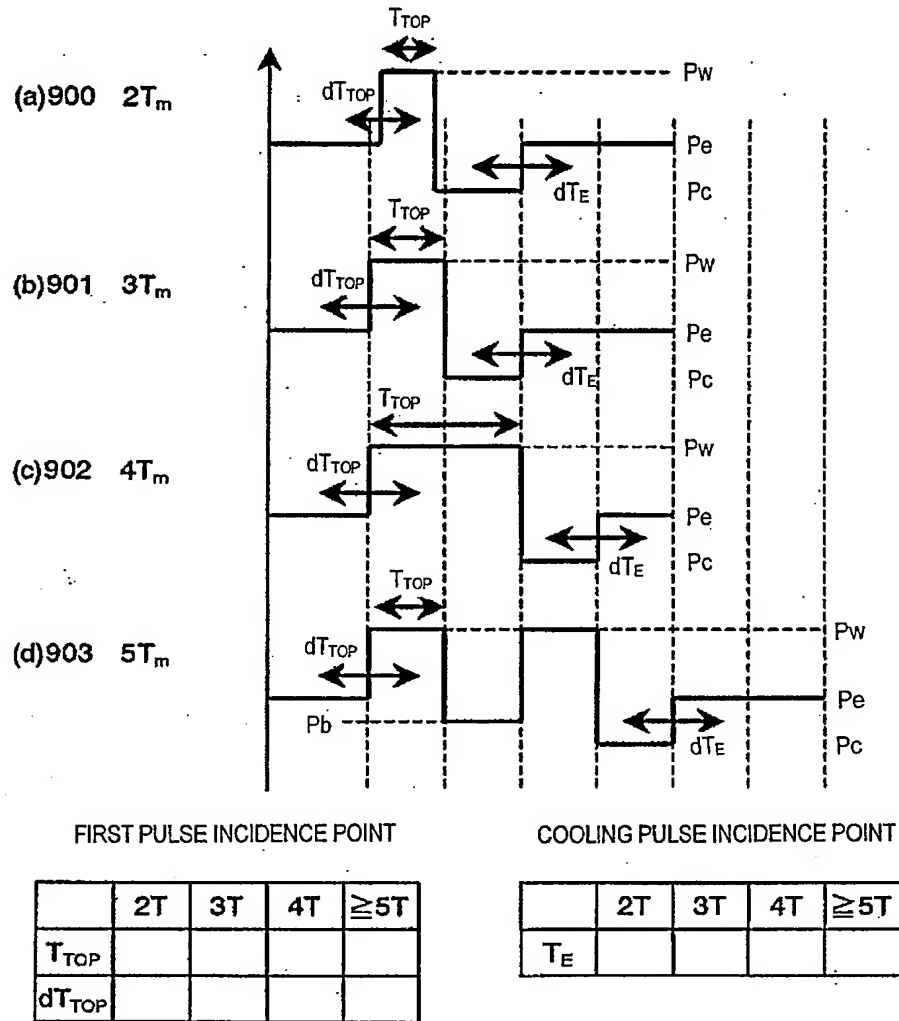 TTOP
(a)900 2Tm
dTTOP
Pw
Pe
Pc
dTE
TTOP
(b)901 3Tm
dTTOP
Pw
Pe
Pc
dTE
TTOP
(c)902 4Tm
dTTOP
Pw
Pe
Pc
dTE
TTOP
(d)903 5Tm
dTTOP
Pw
Pb
Pe
Pc
dTE
FIRST PULSE INCIDENCE POINT
2T 3T 4T ≧5T
TTOP
dTTOP
COOLING PULSE INCIDENCE POINT
2T 3T 4T ≧5T
TE